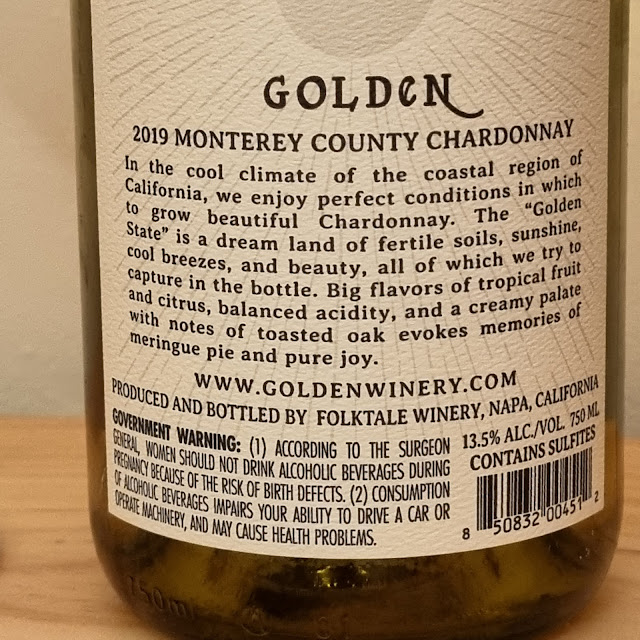 GOLDEN
2019 MONTEREY COUNTY CHARDONNAY
In the cool climate of the coastal region of
California, we enjoy perfect conditions in which
to grow beautiful Chardonnay. The “Golden
State” is a dream land of fertile soils, sunshine,
cool breezes, and beauty, all of which we try to
capture in the bottle. Big flavors of tropical fruit
and citrus, balanced acidity, and a creamy palate
with notes of toasted oak evokes memories of
meringue pie and pure joy.
WWW.GOLDENWINERY.COM
PRODUCED AND BOTTLED BY FOLKTALE WINERY, NAPA, CALIFORNIA
GOVERNMENT WARNING: (1) ACCORDING TO THE SURGEON
GENERAL, WOMEN SHOULD NOT DRINK ALCOHOLIC BEVERAGES DURING
PREGNANCY BECAUSE OF THE RISK OF BIRTH DEFECTS. (2) CONSUMPTION
OF ALCOHOLIC BEVERAGES IMPAIRS YOUR ABILITY TO DRIVE A CAR OR
OPERATE MACHINERY, AND MAY CAUSE HEALTH PROBLEMS.
13.5% ALC./VOL. 750 ML
CONTAINS SULFITES
8 50832 00451 2
750ml